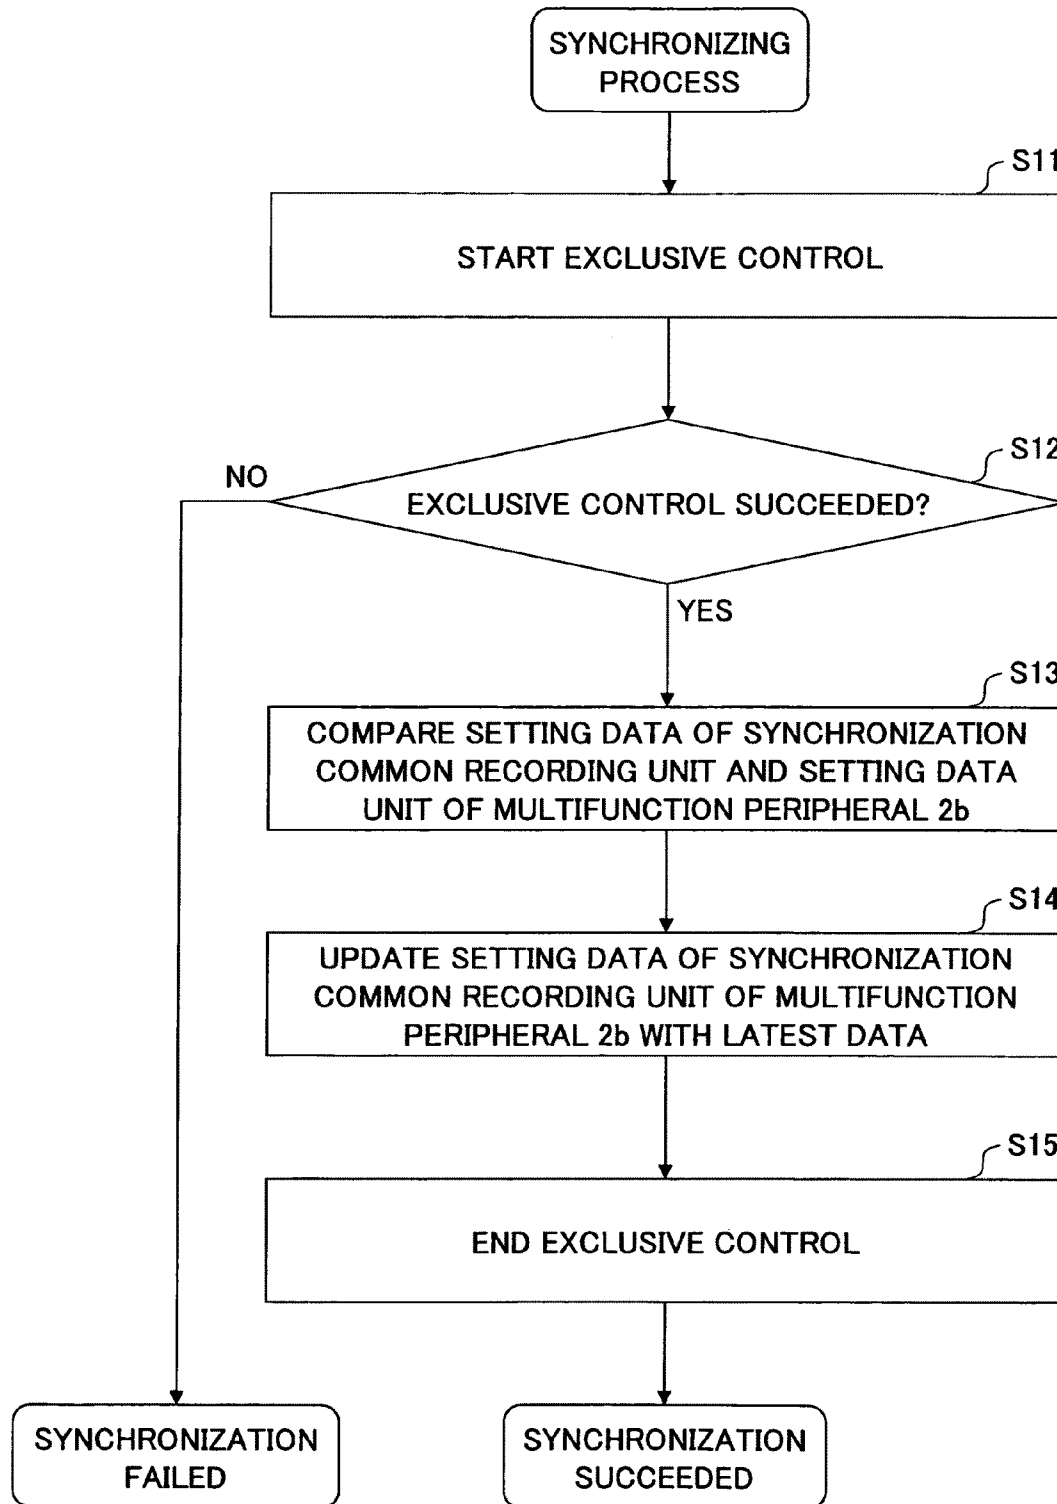 SYNCHRONIZING
PROCESS
S11
START EXCLUSIVE CONTROL
S12
NO
EXCLUSIVE CONTROL SUCCEEDED?
YES
S13
COMPARE SETTING DATA OF SYNCHRONIZATION
COMMON RECORDING UNIT AND SETTING DATA
UNIT OF MULTIFUNCTION PERIPHERAL 2b
S14
UPDATE SETTING DATA OF SYNCHRONIZATION
COMMON RECORDING UNIT OF MULTIFUNCTION
PERIPHERAL 2b WITH LATEST DATA
S15
END EXCLUSIVE CONTROL
SYNCHRONIZATION
FAILED
SYNCHRONIZATION
SUCCEEDED